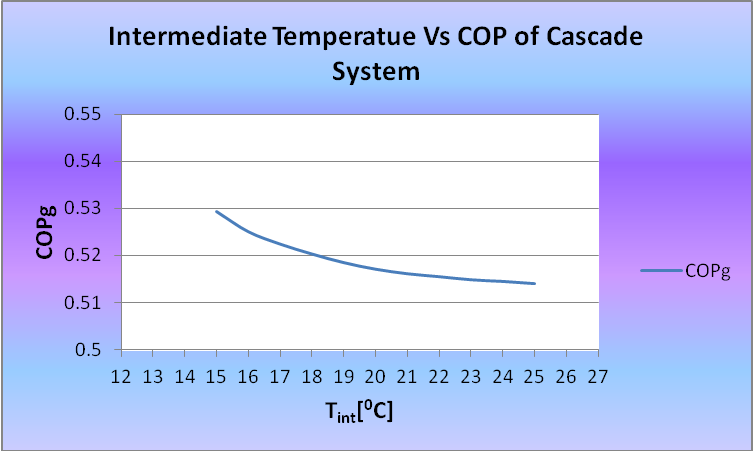 Intermediate Temperatue Vs COP of Cascade
System
0.55
0.54
0.53
0.52
0.51
0.5
COPg
12 13 14 15 16 17 18 19 20 21 22 23 24 25 26 27
Tint[⁰C]
COPg